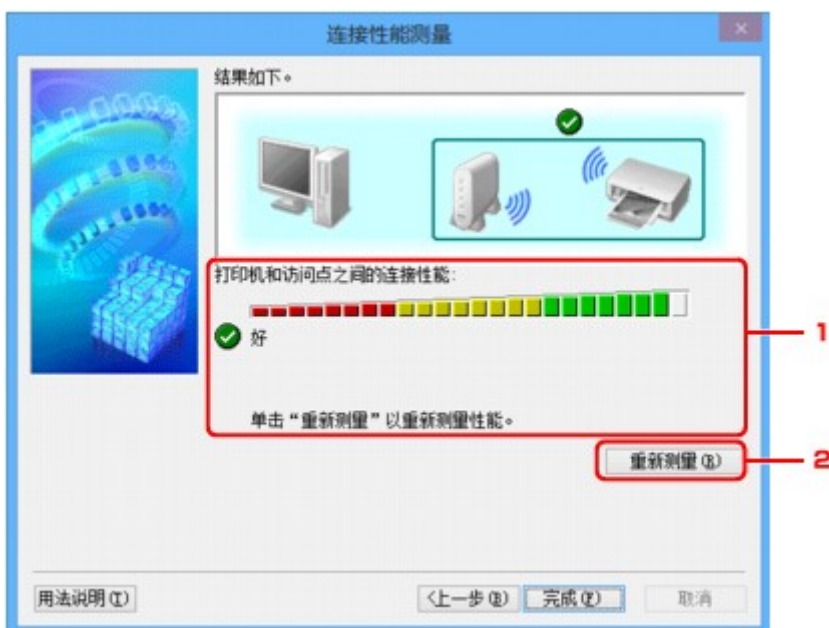 连接性能测量
结果如下。
打印机和访问点之间的连接性能:
好
单击“重新测量”以重新测量性能。
1
重新测量(R)
2
用法说明(I)
<上一步(B)
完成(F)
取消